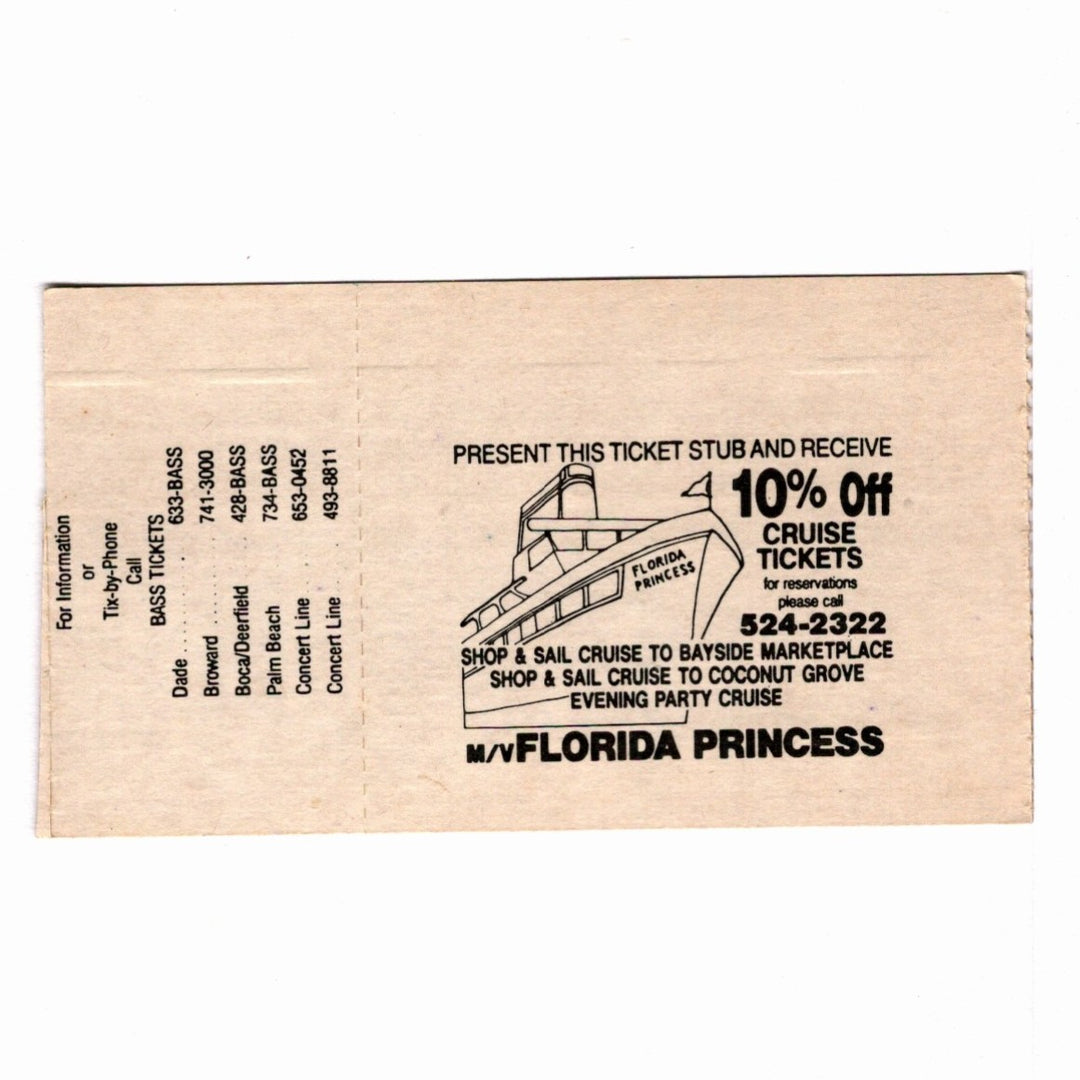 For Information
or
Tix-by-Phone
Call
BASS TICKETS
Dade ......... 633-BASS
Broward ...... 741-3000
Boca/Deerfield .. 428-BASS
Palm Beach .... 734-BASS
Concert Line ... 653-0452
Concert Line ... 493-8811
PRESENT THIS TICKET STUB AND RECEIVE
10% Off
CRUISE
TICKETS
for reservations
please call
524-2322
FLORIDA
PRINCESS
SHOP & SAIL CRUISE TO BAYSIDE MARKETPLACE
SHOP & SAIL CRUISE TO COCONUT GROVE
EVENING PARTY CRUISE
M/V FLORIDA PRINCESS